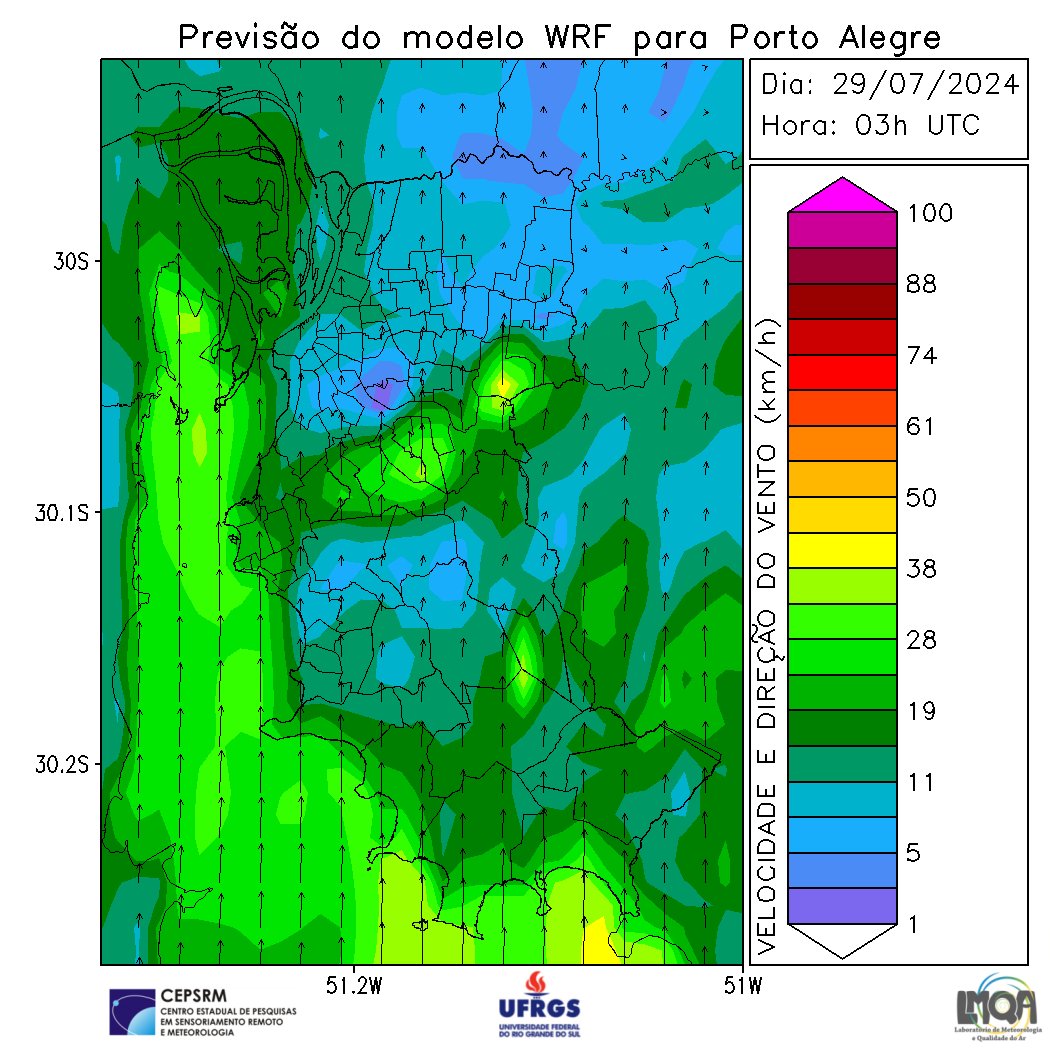 Previsão do modelo WRF para Porto Alegre
Dia: 29/07/2024
Hora: 03h UTC
30S
30.1S
30.2S
51.2W
51W
VELOCIDADE E DIREÇÃO DO VENTO (km/h)
100
88
74
61
50
38
28
19
11
5
1
CEPSRM
CENTRO ESTADUAL DE PESQUISAS
EM SENSORIAMENTO REMOTO
E METEOROLOGIA
UFRGS
UNIVERSIDADE FEDERAL
DO RIO GRANDE DO SUL
LMQA
Laboratório de Meteorologia
e Qualidade do Ar